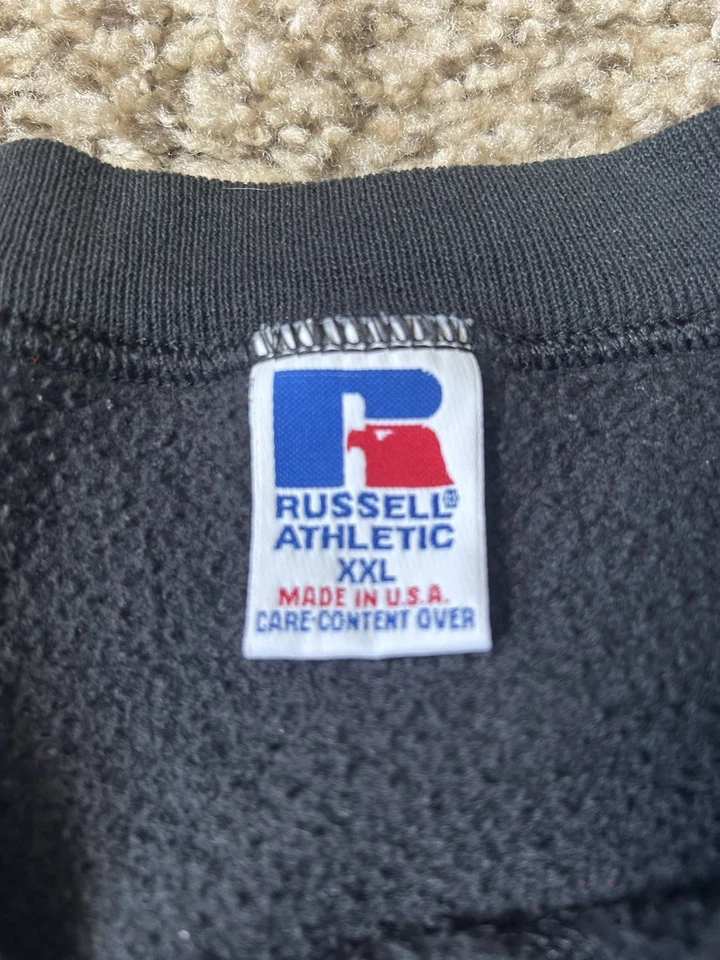 RUSSELL®
ATHLETIC
XXL
MADE IN U.S.A.
CARE·CONTENT OVER